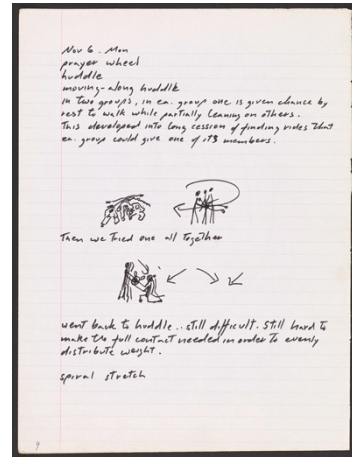 Nov 6. Mon
prayer wheel
huddle
moving-along huddle
in two groups, in ea. group one is given chance by
rest to walk while partially leaning on others.
This developed into long session of finding rides that
ea. group could give one of its members.
Then we tried one all together
went back to huddle.. still difficult. Still hard to
make the full contact needed in order to evenly
distribute weight.
spiral stretch
9